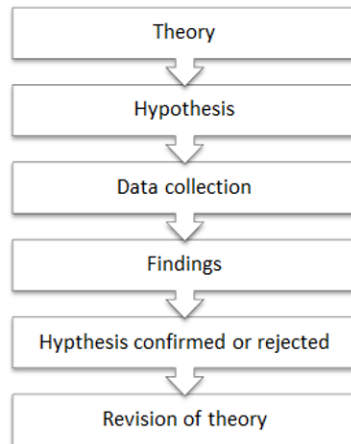 Theory
Hypothesis
Data collection
Findings
Hypthesis confirmed or rejected
Revision of theory